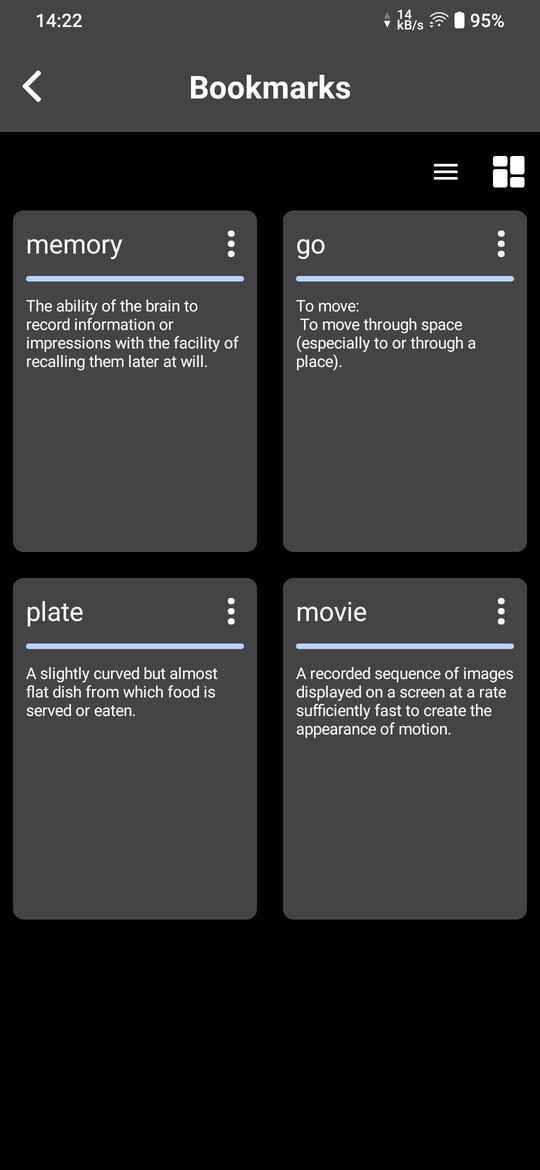 14:22
14
kB/s
95%
Bookmarks
memory
The ability of the brain to
record information or
impressions with the facility of
recalling them later at will.
go
To move:
To move through space
(especially to or through a
place).
plate
A slightly curved but almost
flat dish from which food is
served or eaten.
movie
A recorded sequence of images
displayed on a screen at a rate
sufficiently fast to create the
appearance of motion.